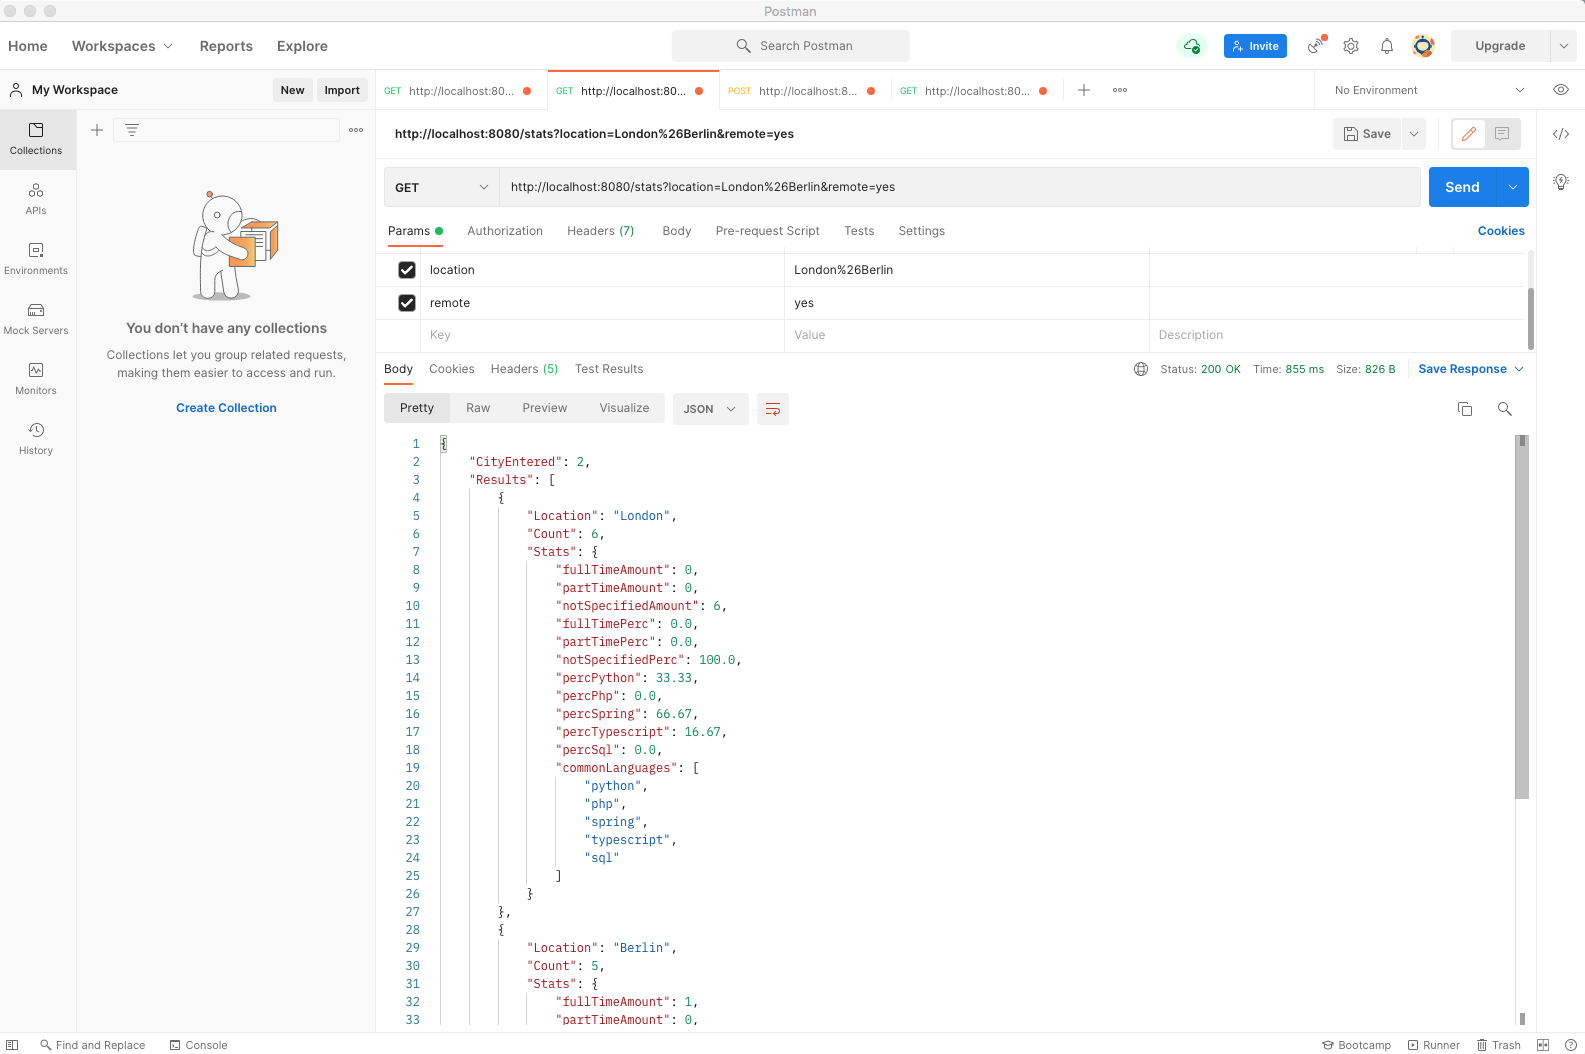 Postman
Home Workspaces Reports Explore Search Postman Invite Upgrade
My Workspace New Import GET http://localhost:80... GET http://localhost:80... POST http://localhost:8... GET http://localhost:80... No Environment
Collections
APIs
Environments
Mock Servers
Monitors
History
You don't have any collections
Collections let you group related requests,
making them easier to access and run.
Create Collection
http://localhost:8080/stats?location=London%26Berlin&remote=yes Save
GET http://localhost:8080/stats?location=London%26Berlin&remote=yes Send
Params Authorization Headers (7) Body Pre-request Script Tests Settings Cookies
location London%26Berlin
remote yes
Key Value Description
Body Cookies Headers (5) Test Results Status: 200 OK Time: 855 ms Size: 826 B Save Response
Pretty Raw Preview Visualize JSON
1 {
2 "CityEntered": 2,
3 "Results": [
4 {
5 "Location": "London",
6 "Count": 6,
7 "Stats": {
8 "fullTimeAmount": 0,
9 "partTimeAmount": 0,
10 "notSpecifiedAmount": 6,
11 "fullTimePerc": 0.0,
12 "partTimePerc": 0.0,
13 "notSpecifiedPerc": 100.0,
14 "percPython": 33.33,
15 "percPhp": 0.0,
16 "percSpring": 66.67,
17 "percTypescript": 16.67,
18 "percSql": 0.0,
19 "commonLanguages": [
20 "python",
21 "php",
22 "spring",
23 "typescript",
24 "sql"
25 ]
26 }
27 },
28 {
29 "Location": "Berlin",
30 "Count": 5,
31 "Stats": {
32 "fullTimeAmount": 1,
33 "partTimeAmount": 0,
Find and Replace Console Bootcamp Runner Trash